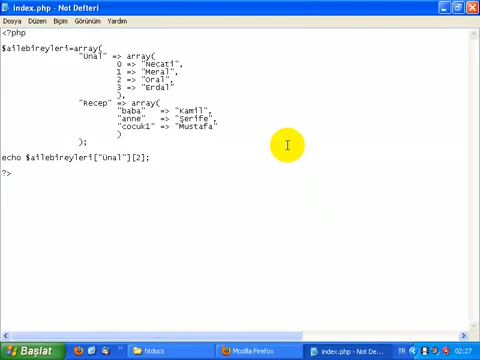 index.php - Not Defteri
Dosya Düzen Biçim Görünüm Yardım
<?php
$ailebireyleri=array(
"Ünal" => array(
0 => "Necati",
1 => "Meral",
2 => "Oral",
3 => "Erdal"
),
"Recep" => array(
"baba" => "Kamil",
"anne" => "Şerife",
"cocuk1" => "Mustafa"
)
);
echo $ailebireyleri["Ünal"][2];
?>
Başlat htdocs Mozilla Firefox index.php - Not De... TR 02:27